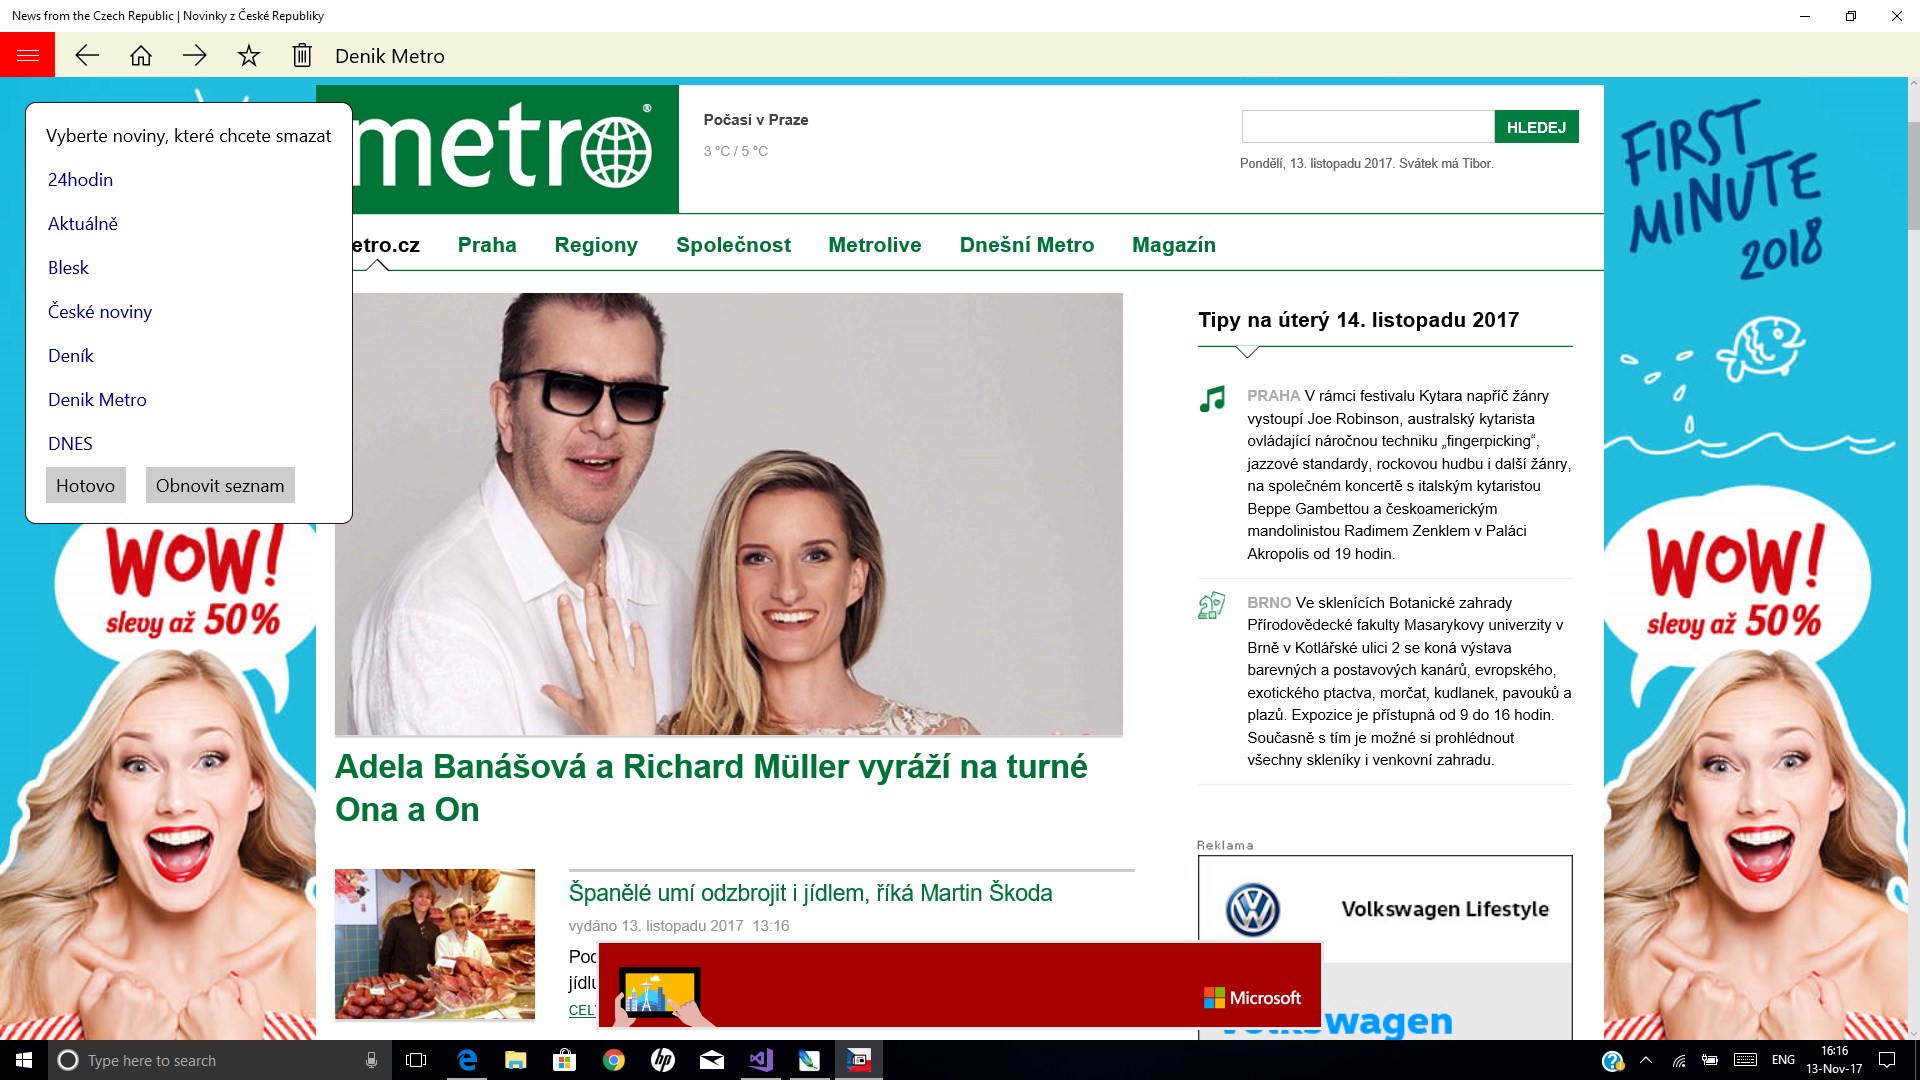 News from the Czech Republic | Novinky z České Republiky
Denik Metro
Vyberte noviny, které chcete smazat
24hodin
Aktuálně
Blesk
České noviny
Deník
Denik Metro
DNES
Hotovo
Obnovit seznam
metro®
Počasí v Praze
3 °C / 5 °C
HLEDEJ
Pondělí, 13. listopadu 2017. Svátek má Tibor.
etro.cz
Praha
Regiony
Společnost
Metrolive
Dnešní Metro
Magazín
Adela Banášová a Richard Müller vyráží na turné
Ona a On
Španělé umí odzbrojit i jídlem, říká Martin Škoda
vydáno 13. listopadu 2017 13:16
Tipy na úterý 14. listopadu 2017
PRAHA V rámci festivalu Kytara napříč žánry
vystoupí Joe Robinson, australský kytarista
ovládající náročnou techniku „fingerpicking“,
jazzové standardy, rockovou hudbu i další žánry,
na společném koncertě s italským kytaristou
Beppe Gambettou a českoamerickým
mandolinistou Radimem Zenklem v Paláci
Akropolis od 19 hodin.
BRNO Ve sklenících Botanické zahrady
Přírodovědecké fakulty Masarykovy univerzity v
Brně v Kotlářské ulici 2 se koná výstava
barevných a postavových kanárů, evropského,
exotického ptactva, morčat, kudlanek, pavouků a
plazů. Expozice je přístupná od 9 do 16 hodin.
Současně s tím je možné si prohlédnout
všechny skleníky i venkovní zahradu.
Reklama
Volkswagen Lifestyle
Volkswagen
Microsoft
WOW!
slevy až 50%
FIRST
MINUTE
2018
WOW!
slevy až 50%
Type here to search
hp
ENG
16:16
13-Nov-17